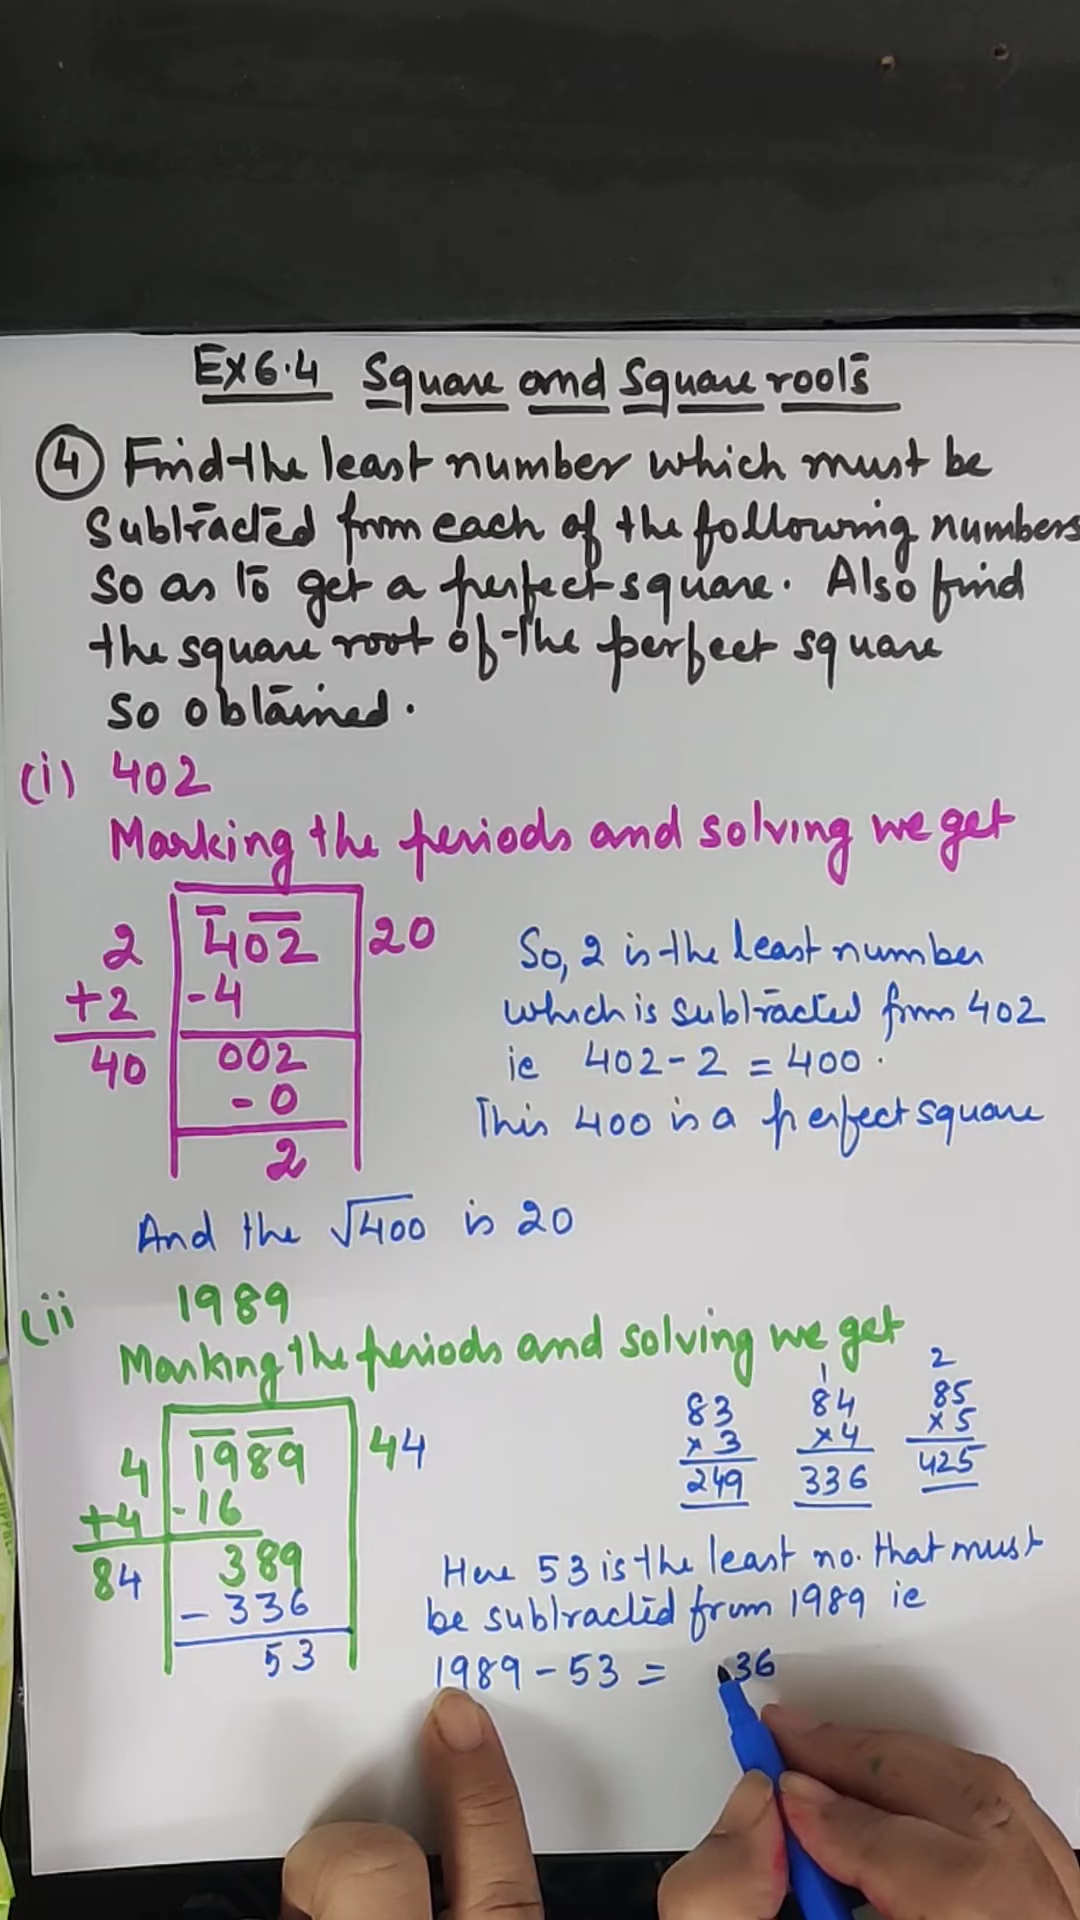 Ex 6.4 Square and Square roots
4 Find the least number which must be
Subtracted from each of the following numbers
so as to get a perfect square. Also find
the square root of the perfect square
so obtained.
(i) 402
Marking the periods and solving we get
2 402 20
+2 -4
40 002
-0
2
So, 2 is the least number
which is subtracted from 402
ie 402-2 = 400.
This 400 is a perfect square
And the √400 is 20
(ii 1989
Marking the periods and solving we get
4 1989 44
+4 -16
84 389
-336
53
83
x 3
249
1
84
x 4
336
2
85
x 5
425
Here 53 is the least no. that must
be subtracted from 1989 ie
1989-53 = 36